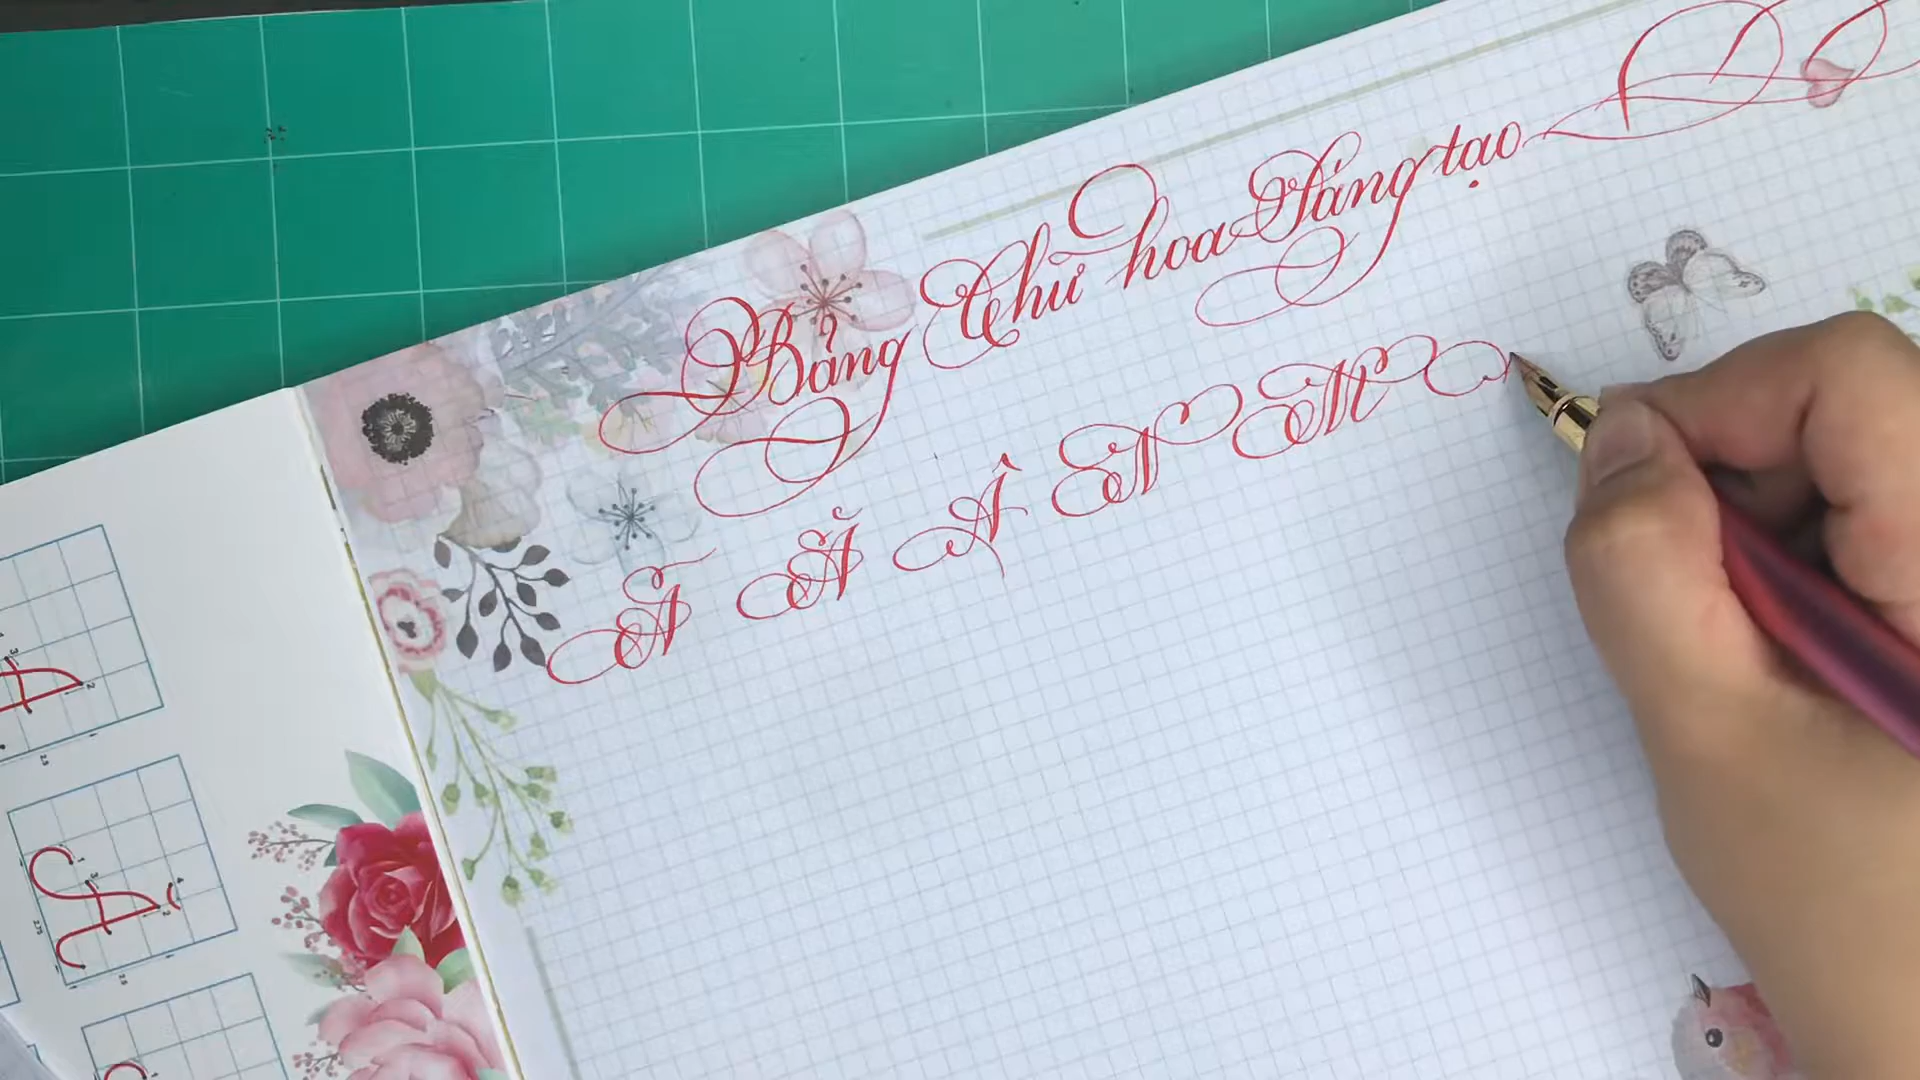 Bảng Chữ hoa Sáng tạo
Ã Ă Â N M
A
Ă